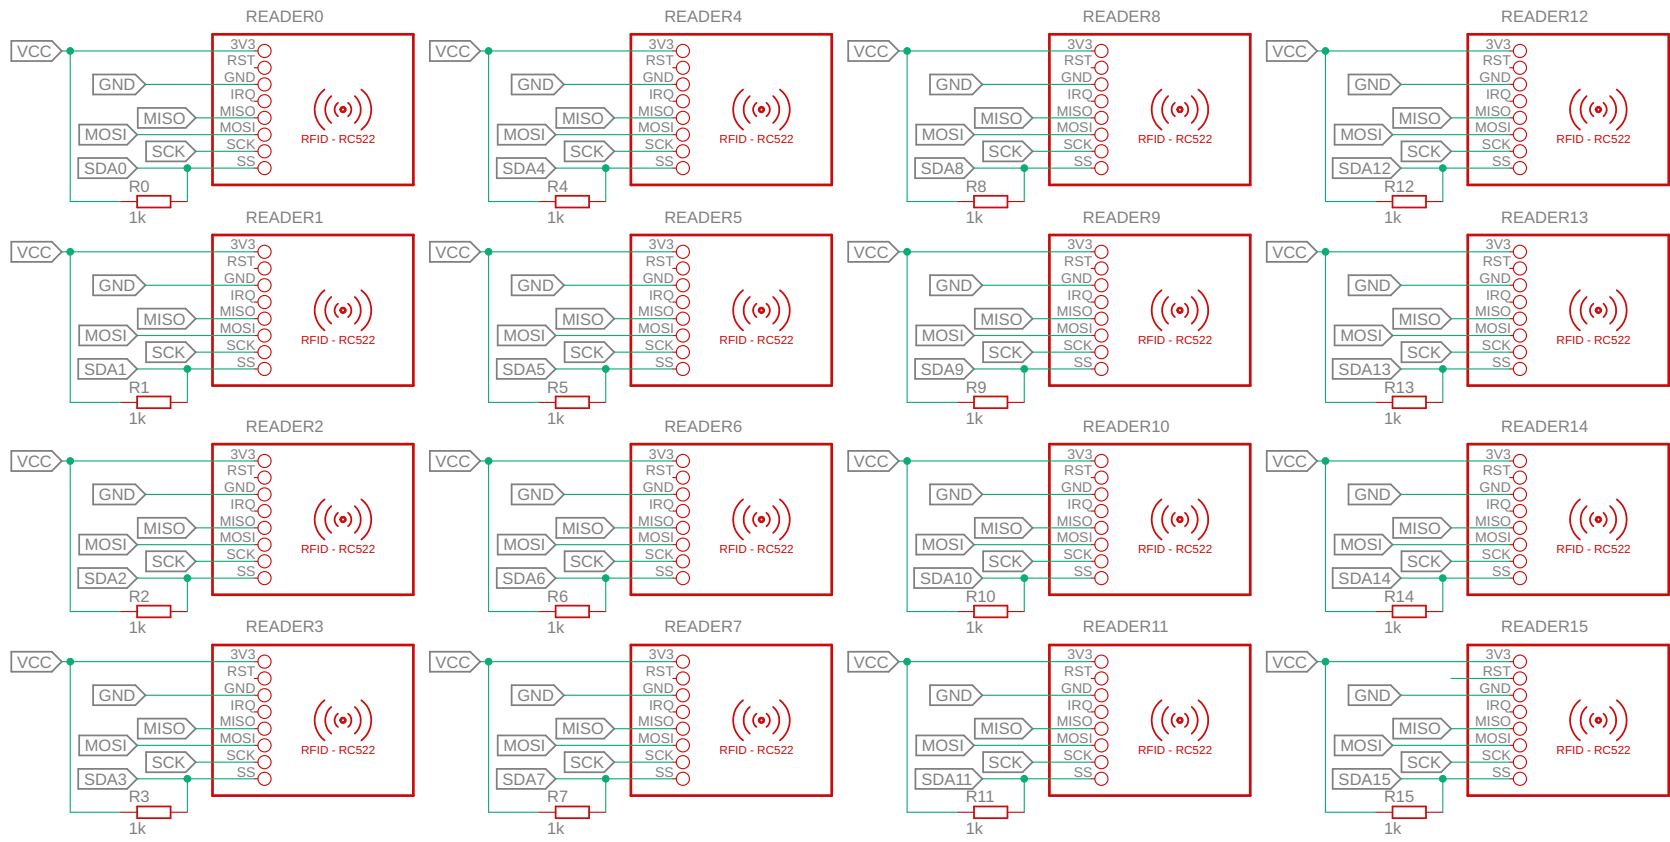 READER0
VCC
3V3
RST
GND
GND
IRQ
MISO
MISO
MOSI
MOSI
SCK
SCK
SDA0
SS
R0
1k
RFID - RC522
READER4
VCC
3V3
RST
GND
GND
IRQ
MISO
MISO
MOSI
MOSI
SCK
SCK
SDA4
SS
R4
1k
RFID - RC522
READER8
VCC
3V3
RST
GND
GND
IRQ
MISO
MISO
MOSI
MOSI
SCK
SCK
SDA8
SS
R8
1k
RFID - RC522
READER12
VCC
3V3
RST
GND
GND
IRQ
MISO
MISO
MOSI
MOSI
SCK
SCK
SDA12
SS
R12
1k
RFID - RC522
READER1
VCC
3V3
RST
GND
GND
IRQ
MISO
MISO
MOSI
MOSI
SCK
SCK
SDA1
SS
R1
1k
RFID - RC522
READER5
VCC
3V3
RST
GND
GND
IRQ
MISO
MISO
MOSI
MOSI
SCK
SCK
SDA5
SS
R5
1k
RFID - RC522
READER9
VCC
3V3
RST
GND
GND
IRQ
MISO
MISO
MOSI
MOSI
SCK
SCK
SDA9
SS
R9
1k
RFID - RC522
READER13
VCC
3V3
RST
GND
GND
IRQ
MISO
MISO
MOSI
MOSI
SCK
SCK
SDA13
SS
R13
1k
RFID - RC522
READER2
VCC
3V3
RST
GND
GND
IRQ
MISO
MISO
MOSI
MOSI
SCK
SCK
SDA2
SS
R2
1k
RFID - RC522
READER6
VCC
3V3
RST
GND
GND
IRQ
MISO
MISO
MOSI
MOSI
SCK
SCK
SDA6
SS
R6
1k
RFID - RC522
READER10
VCC
3V3
RST
GND
GND
IRQ
MISO
MISO
MOSI
MOSI
SCK
SCK
SDA10
SS
R10
1k
RFID - RC522
READER14
VCC
3V3
RST
GND
GND
IRQ
MISO
MISO
MOSI
MOSI
SCK
SCK
SDA14
SS
R14
1k
RFID - RC522
READER3
VCC
3V3
RST
GND
GND
IRQ
MISO
MISO
MOSI
MOSI
SCK
SCK
SDA3
SS
R3
1k
RFID - RC522
READER7
VCC
3V3
RST
GND
GND
IRQ
MISO
MISO
MOSI
MOSI
SCK
SCK
SDA7
SS
R7
1k
RFID - RC522
READER11
VCC
3V3
RST
GND
GND
IRQ
MISO
MISO
MOSI
MOSI
SCK
SCK
SDA11
SS
R11
1k
RFID - RC522
READER15
VCC
3V3
RST
GND
GND
IRQ
MISO
MISO
MOSI
MOSI
SCK
SCK
SDA15
SS
R15
1k
RFID - RC522